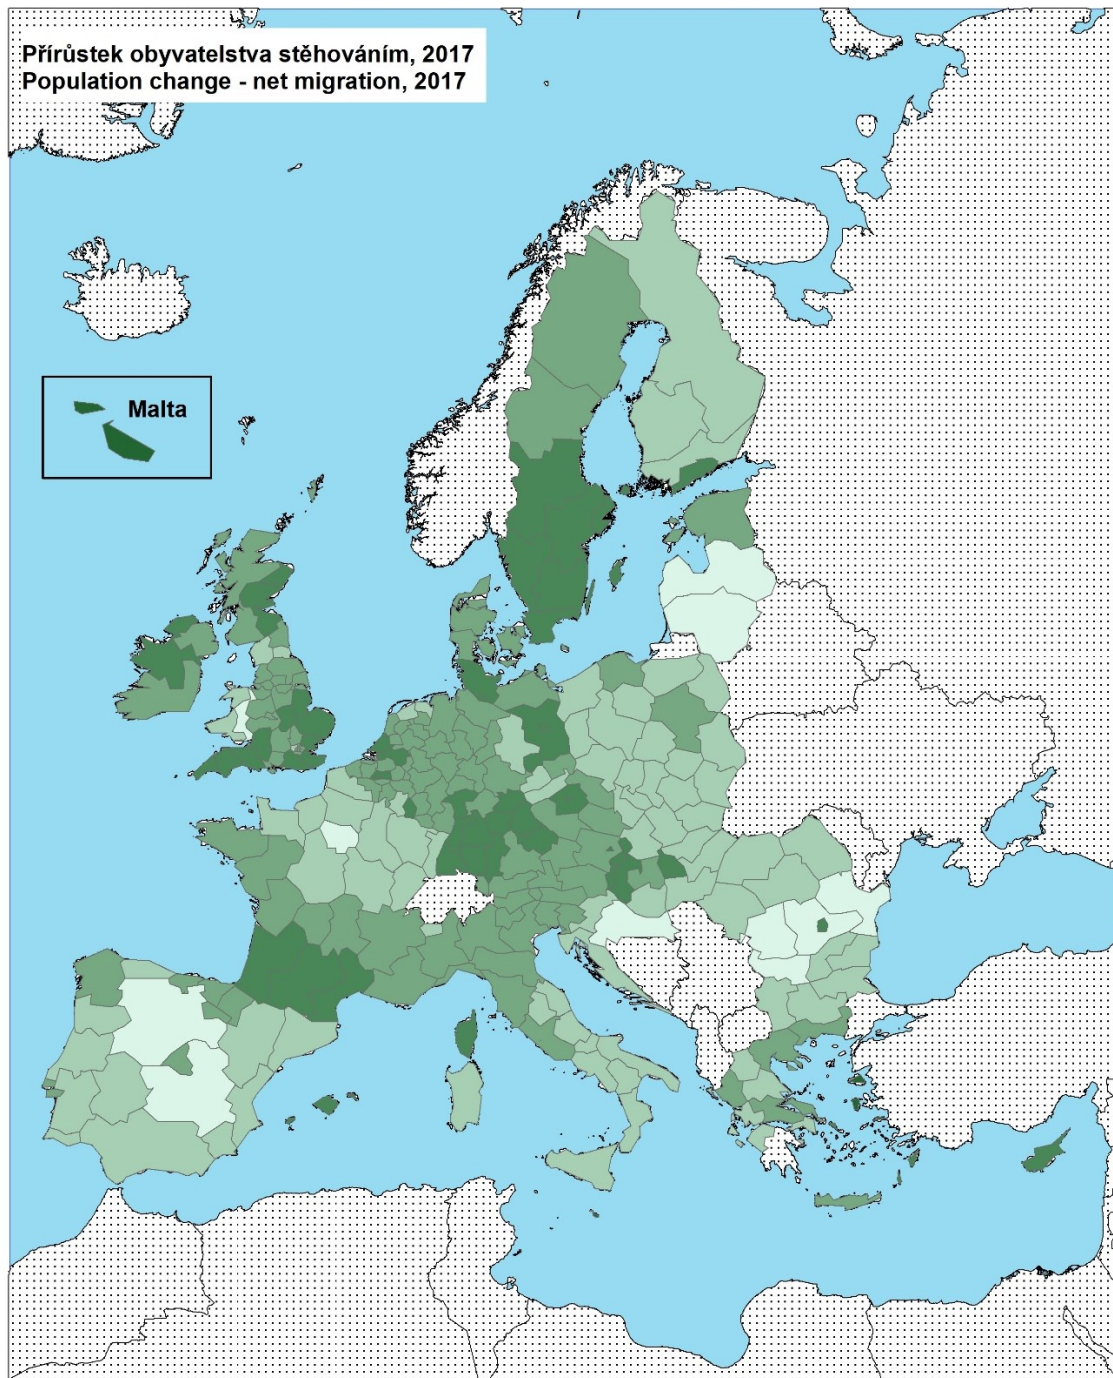 Přírůstek obyvatelstva stěhováním, 2017
Population change - net migration, 2017
Malta